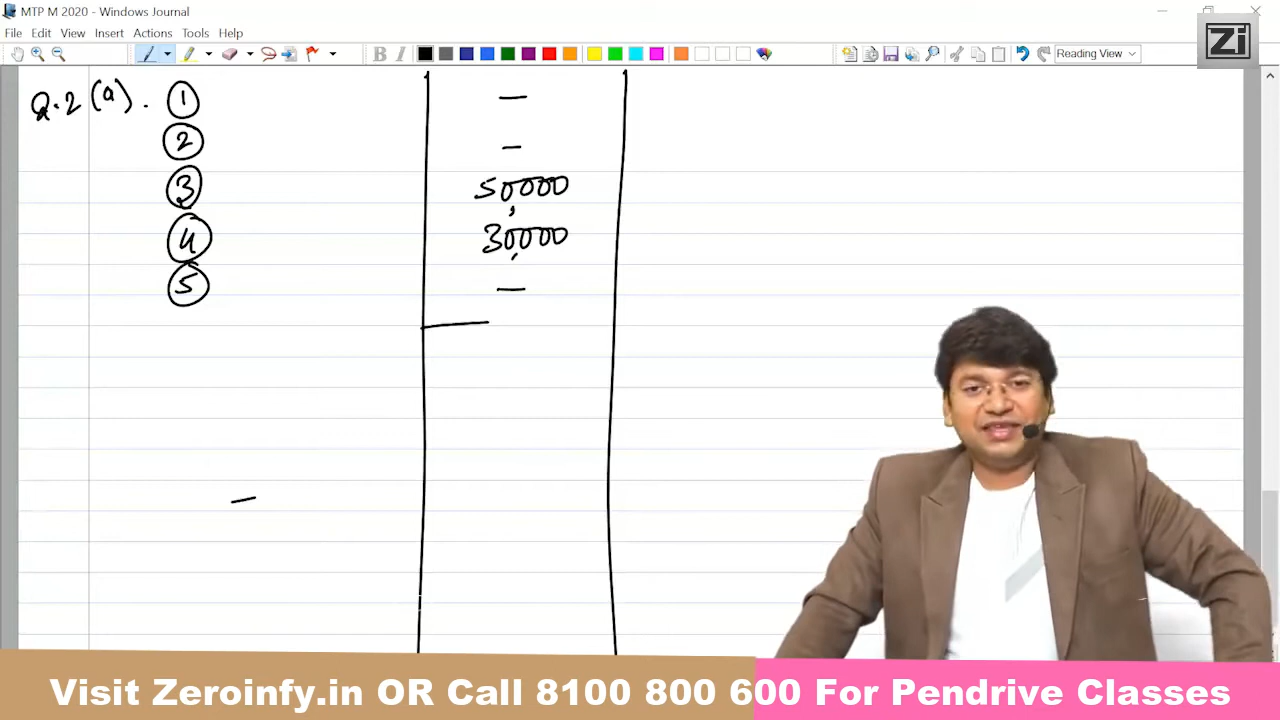 MTP M 2020 - Windows Journal
File Edit View Insert Actions Tools Help
B I Reading View
Zi
Q.2 (a). 1 —
2 –
3 50,000
4 30,000
5 —
—
Visit Zeroinfy.in OR Call 8100 800 600 For Pendrive Classes